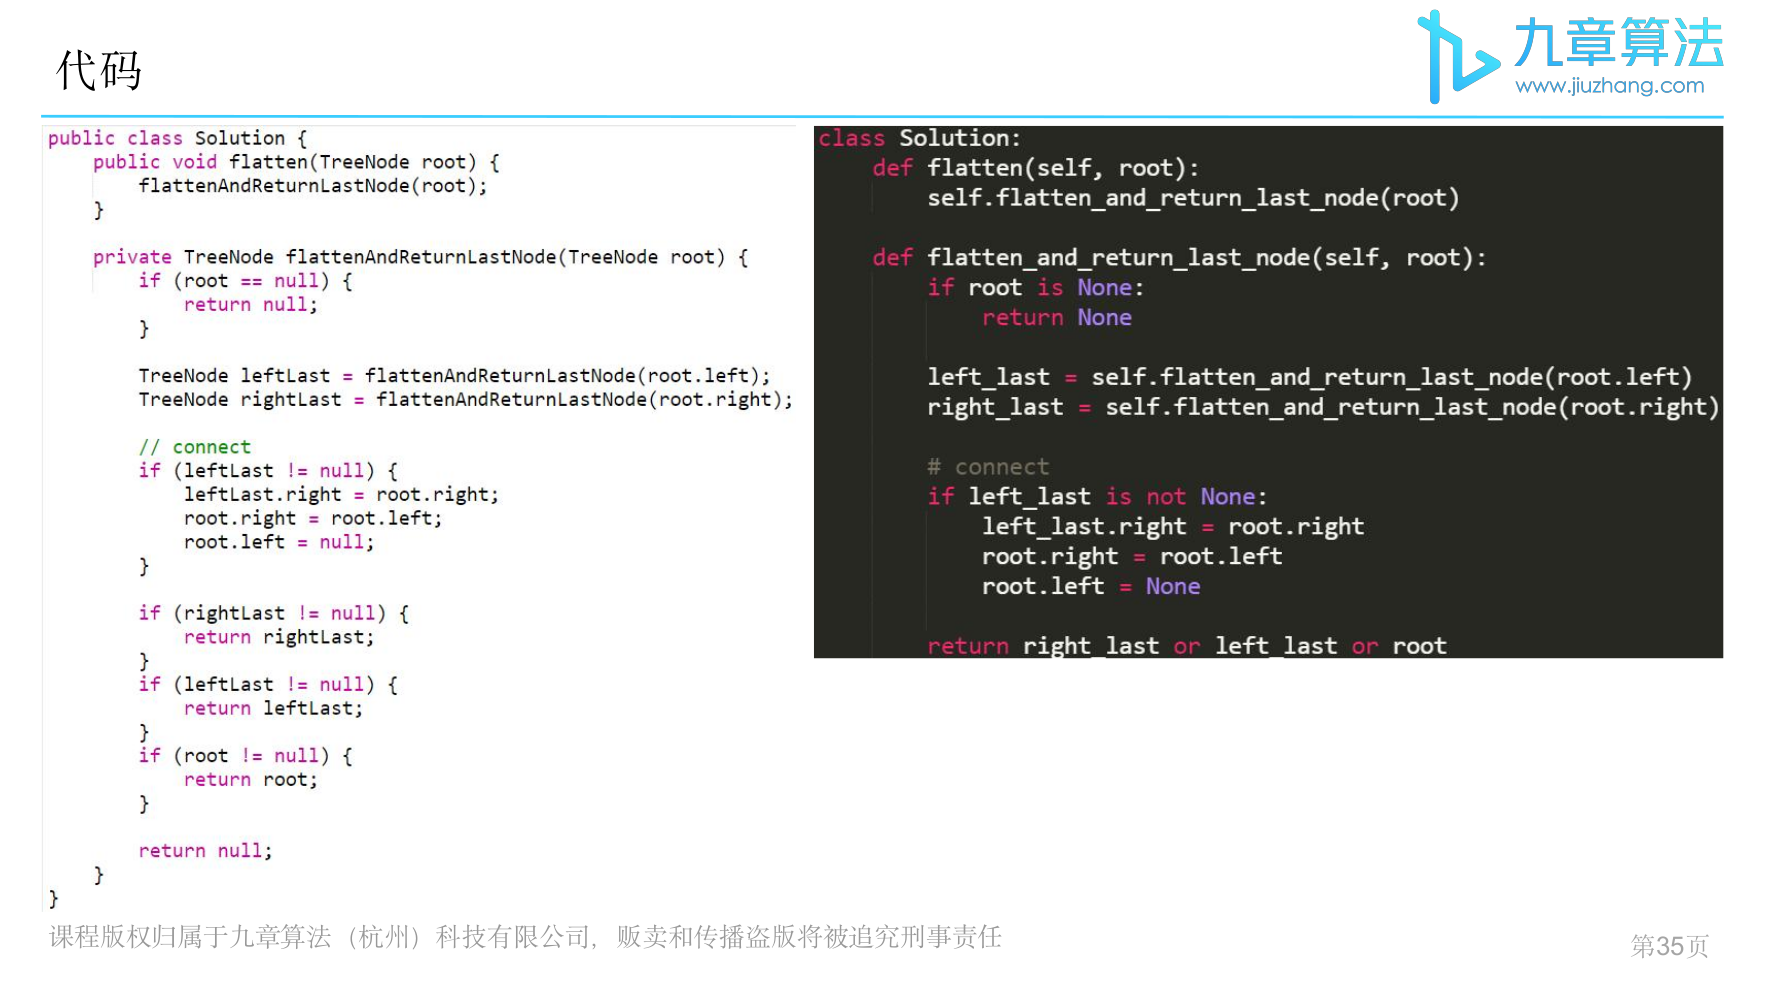 代码
九章算法
www.jiuzhang.com
public class Solution {
    public void flatten(TreeNode root) {
        flattenAndReturnLastNode(root);
    }

    private TreeNode flattenAndReturnLastNode(TreeNode root) {
        if (root == null) {
            return null;
        }

        TreeNode leftLast = flattenAndReturnLastNode(root.left);
        TreeNode rightLast = flattenAndReturnLastNode(root.right);

        // connect
        if (leftLast != null) {
            leftLast.right = root.right;
            root.right = root.left;
            root.left = null;
        }

        if (rightLast != null) {
            return rightLast;
        }
        if (leftLast != null) {
            return leftLast;
        }
        if (root != null) {
            return root;
        }

        return null;
    }
}
class Solution:
    def flatten(self, root):
        self.flatten_and_return_last_node(root)

    def flatten_and_return_last_node(self, root):
        if root is None:
            return None

        left_last = self.flatten_and_return_last_node(root.left)
        right_last = self.flatten_and_return_last_node(root.right)

        # connect
        if left_last is not None:
            left_last.right = root.right
            root.right = root.left
            root.left = None

        return right_last or left_last or root
课程版权归属于九章算法（杭州）科技有限公司，贩卖和传播盗版将被追究刑事责任
第35页